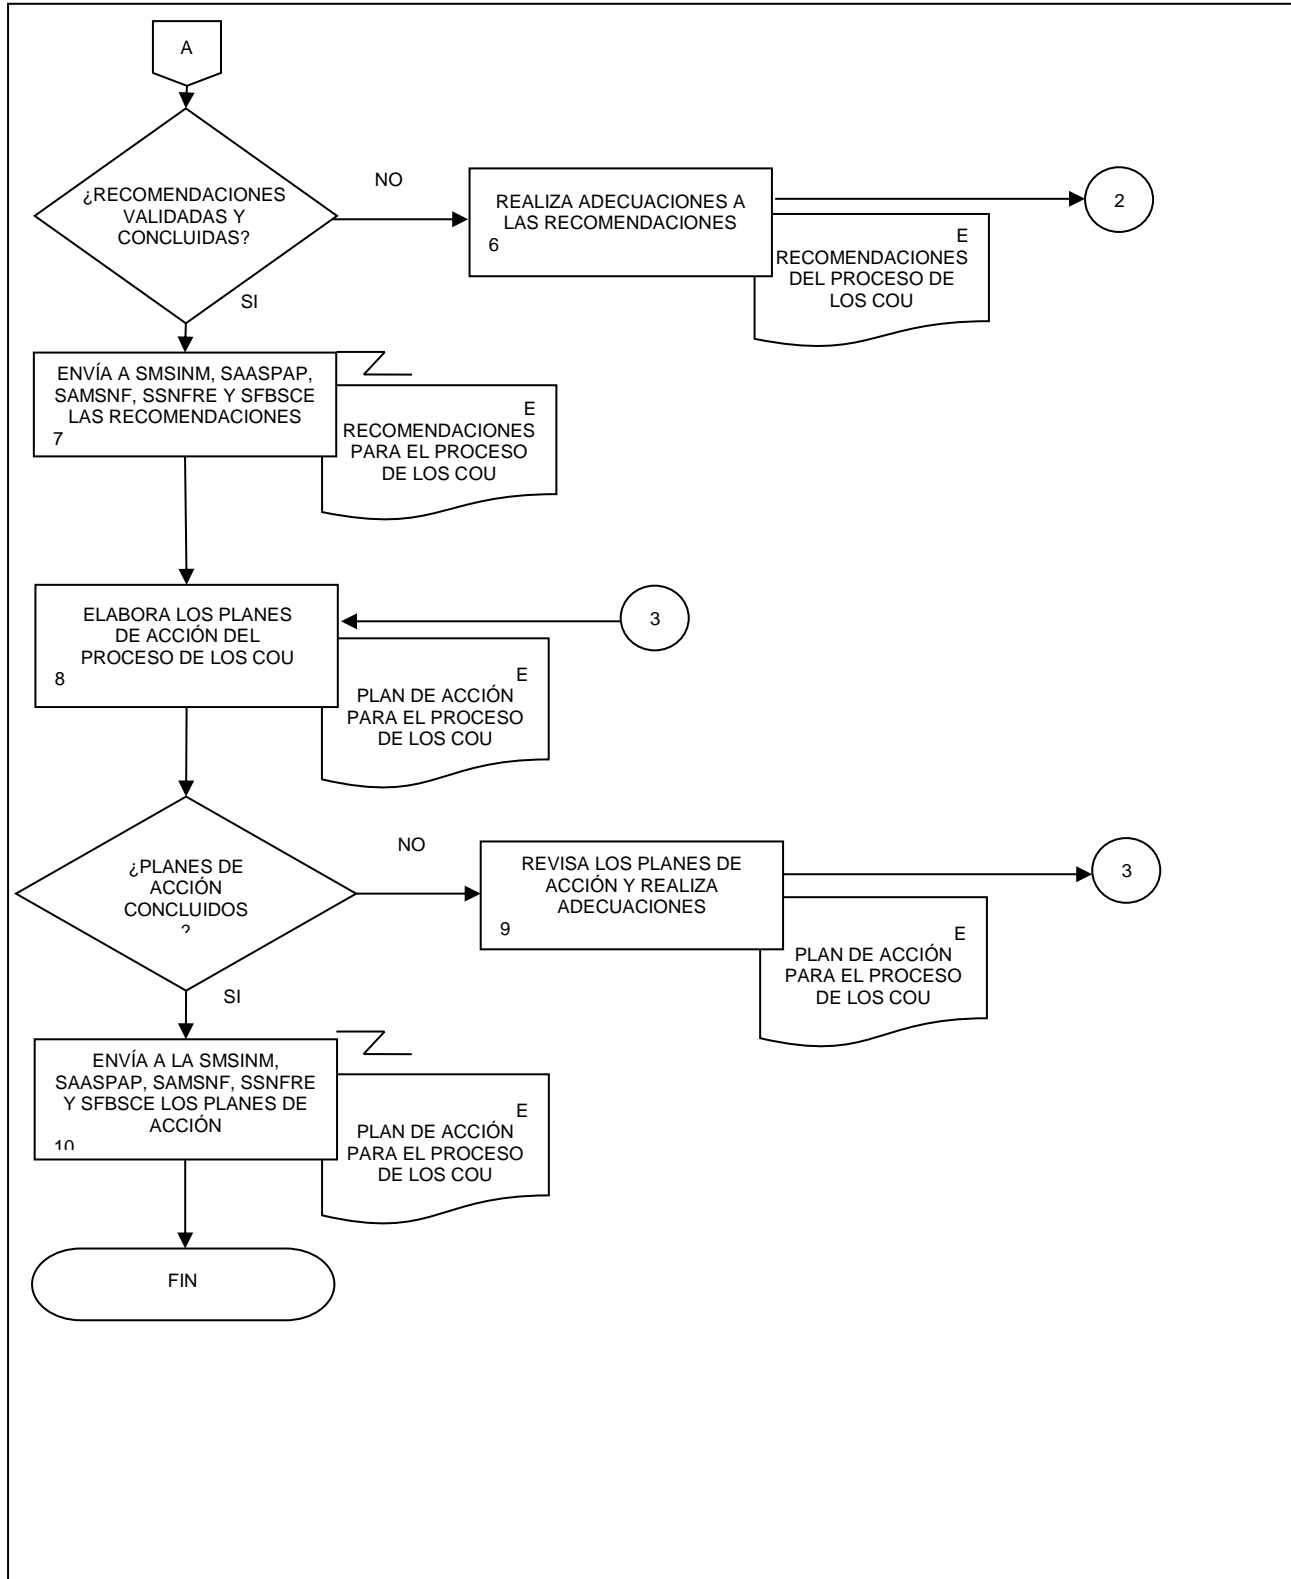 A
¿RECOMENDACIONES
VALIDADAS Y
CONCLUIDAS?
NO
REALIZA ADECUACIONES A
LAS RECOMENDACIONES
6
2
E
RECOMENDACIONES
DEL PROCESO DE
LOS COU
SI
ENVÍA A SMSINM, SAASPAP,
SAMSNF, SSNFRE Y SFBSCE
LAS RECOMENDACIONES
7
E
RECOMENDACIONES
PARA EL PROCESO
DE LOS COU
ELABORA LOS PLANES
DE ACCIÓN DEL
PROCESO DE LOS COU
8
3
E
PLAN DE ACCIÓN
PARA EL PROCESO
DE LOS COU
¿PLANES DE
ACCIÓN
CONCLUIDOS
?
NO
REVISA LOS PLANES DE
ACCIÓN Y REALIZA
ADECUACIONES
9
3
E
PLAN DE ACCIÓN
PARA EL PROCESO
DE LOS COU
SI
ENVÍA A LA SMSINM,
SAASPAP, SAMSNF, SSNFRE
Y SFBSCE LOS PLANES DE
ACCIÓN
10
E
PLAN DE ACCIÓN
PARA EL PROCESO
DE LOS COU
FIN